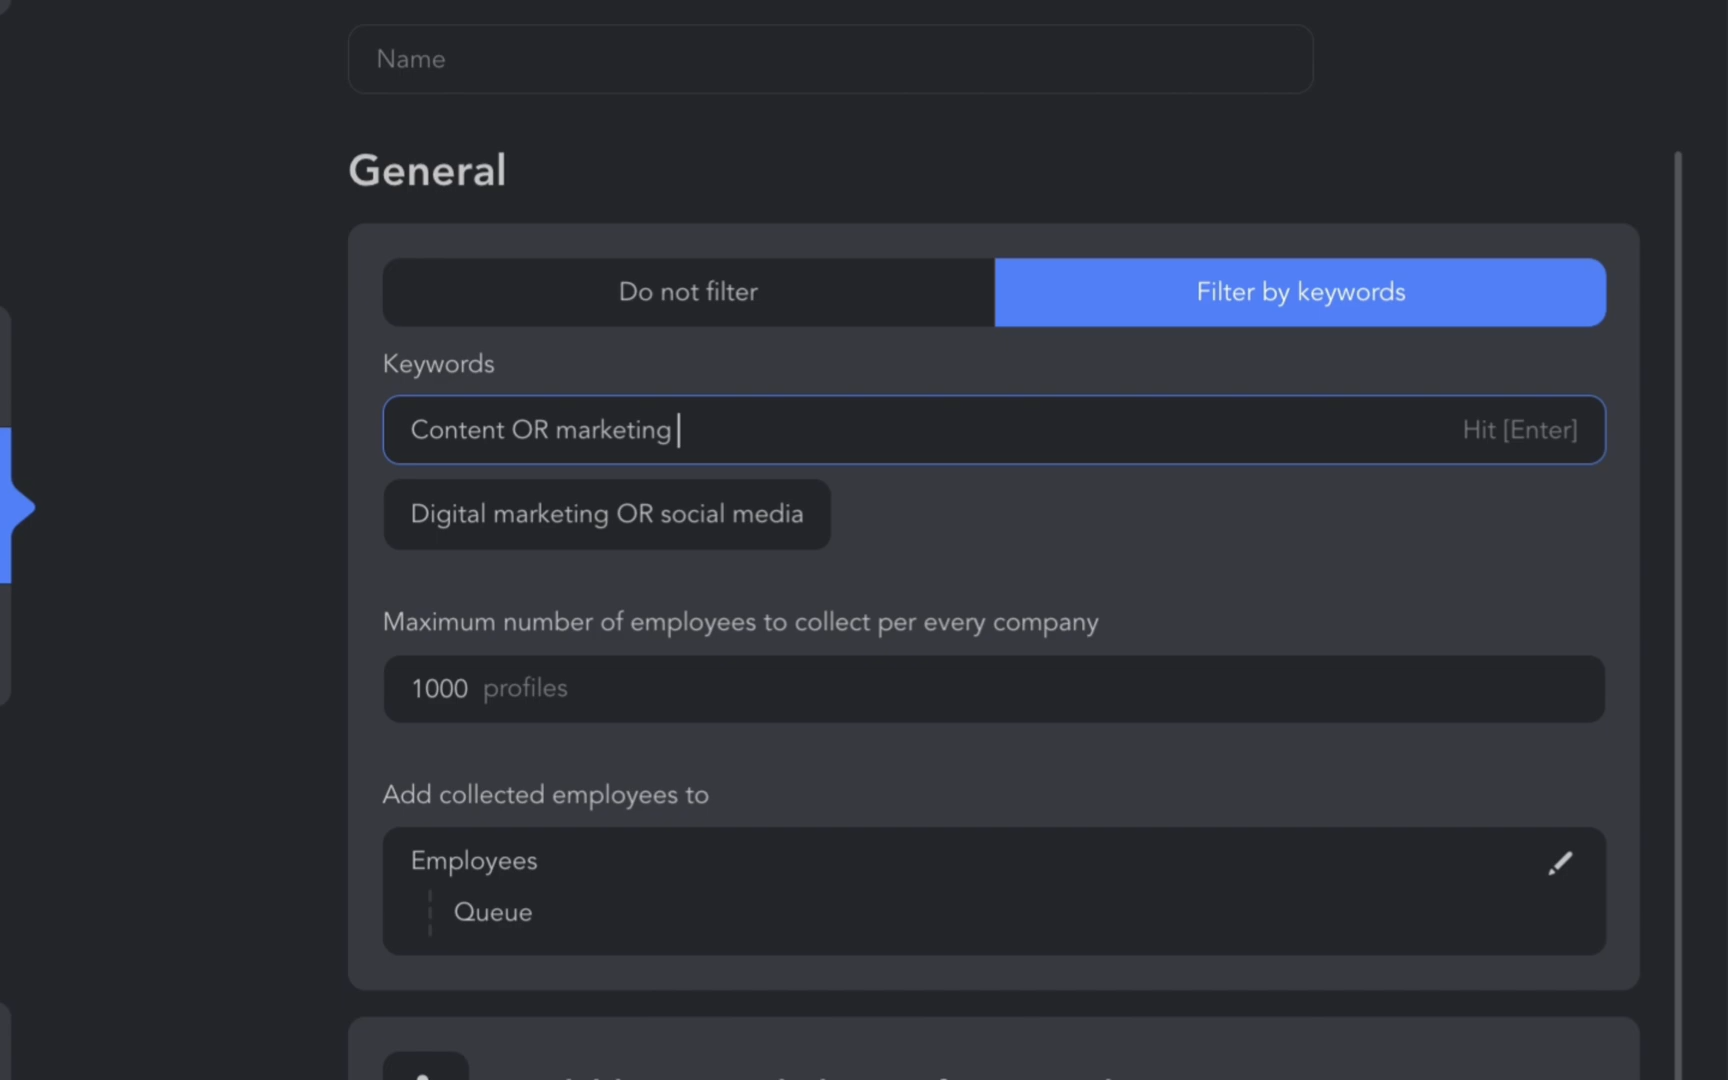 Name
General
Do not filter
Filter by keywords
Keywords
Content OR marketing
Hit [Enter]
Digital marketing OR social media
Maximum number of employees to collect per every company
1000 profiles
Add collected employees to
Employees
Queue